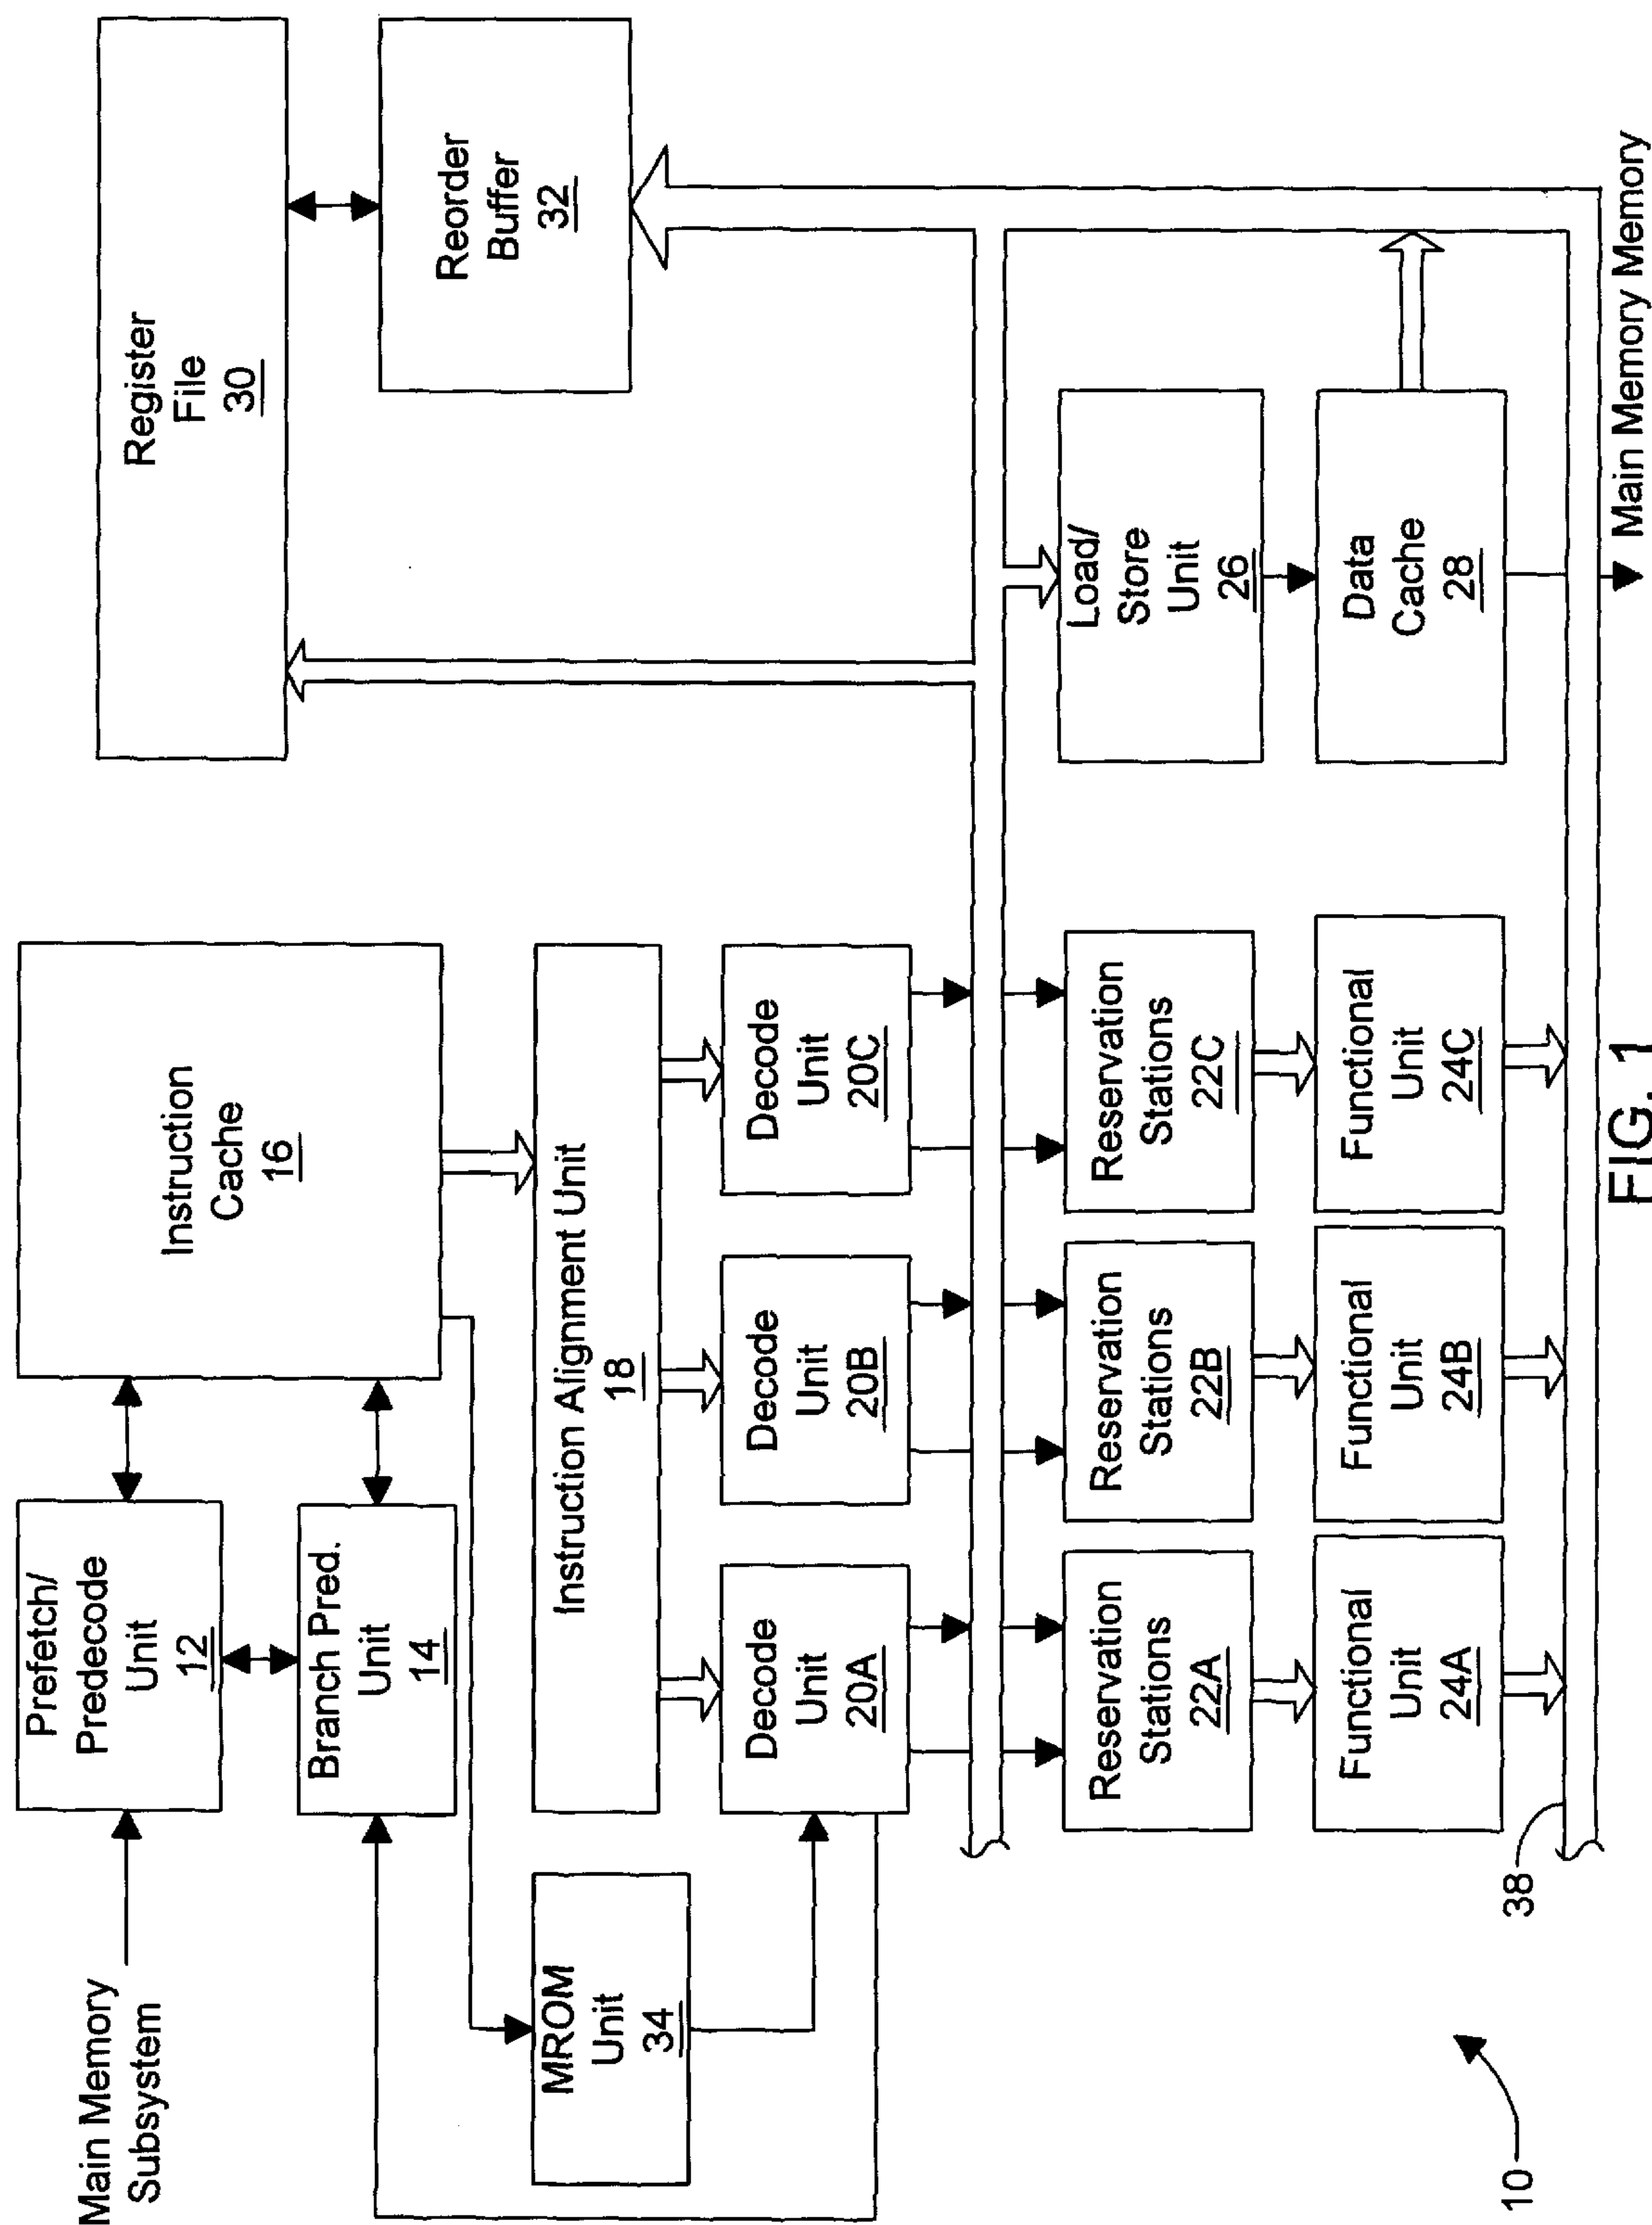 Main Memory
Subsystem
Prefetch/
Predecode
Unit
12
Branch Pred.
Unit
14
Instruction
Cache
16
Register
File
30
Reorder
Buffer
32
MROM
Unit
34
Instruction Alignment Unit
18
Decode
Unit
20A
Decode
Unit
20B
Decode
Unit
20C
Reservation
Stations
22A
Reservation
Stations
22B
Reservation
Stations
22C
Load/
Store
Unit
26
Functional
Unit
24A
Functional
Unit
24B
Functional
Unit
24C
Data
Cache
28
38
10
Main Memory Memory
FIG. 1